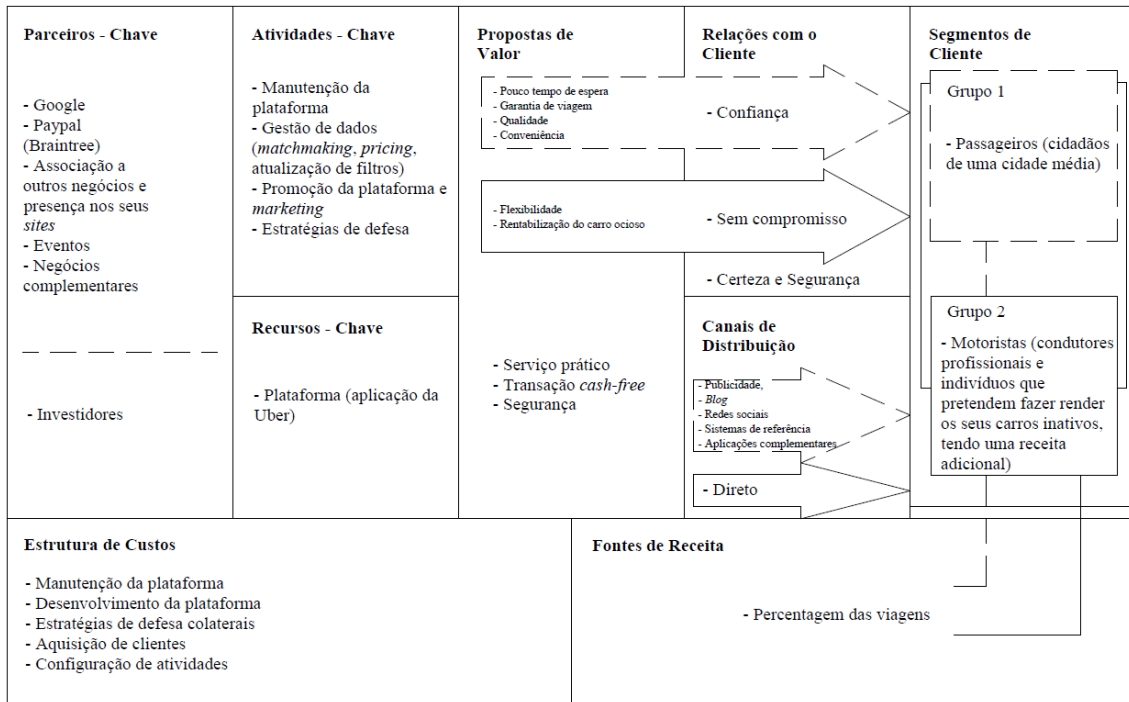 Parceiros - Chave
- Google
- Paypal
(Braintree)
- Associação a
outros negócios e
presença nos seus
sites
- Eventos
- Negócios
complementares
- Investidores
Atividades - Chave
- Manutenção da
plataforma
- Gestão de dados
(matchmaking, pricing,
atualização de filtros)
- Promoção da plataforma e
marketing
- Estratégias de defesa
Recursos - Chave
- Plataforma (aplicação da
Uber)
Propostas de
Valor
- Pouco tempo de espera
- Garantia de viagem
- Qualidade
- Conveniência
- Flexibilidade
- Rentabilização do carro ocioso
- Serviço prático
- Transação cash-free
- Segurança
Relações com o
Cliente
- Confiança
- Sem compromisso
- Certeza e Segurança
Canais de
Distribuição
- Publicidade,
- Blog
- Redes sociais
- Sistemas de referência
- Aplicações complementares
- Direto
Segmentos de
Cliente
Grupo 1
- Passageiros (cidadãos
de uma cidade média)
Grupo 2
- Motoristas (condutores
profissionais e
indivíduos que
pretendem fazer render
os seus carros inativos,
tendo uma receita
adicional)
Estrutura de Custos
- Manutenção da plataforma
- Desenvolvimento da plataforma
- Estratégias de defesa colaterais
- Aquisição de clientes
- Configuração de atividades
Fontes de Receita
- Percentagem das viagens